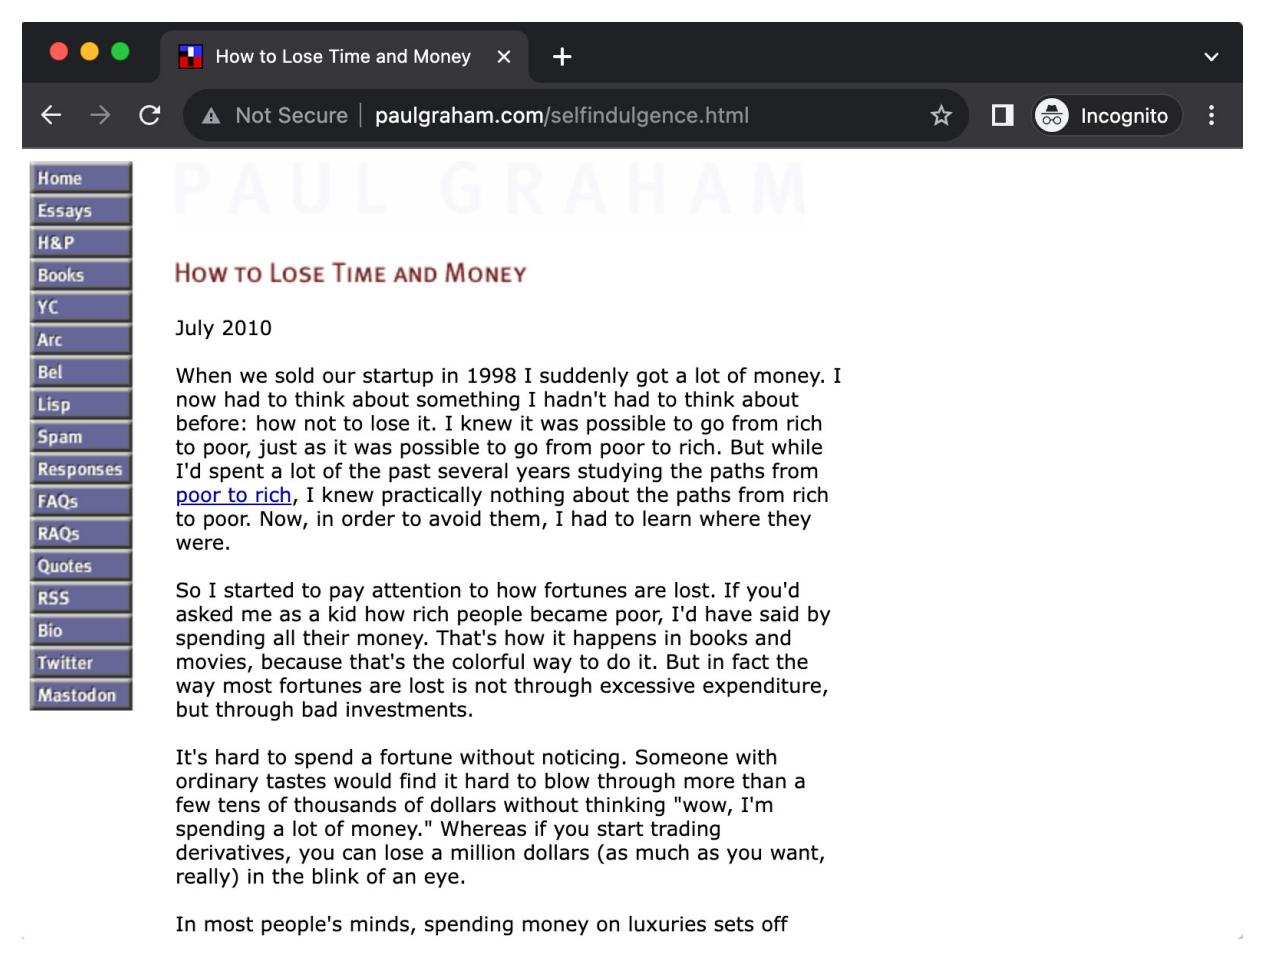 How to Lose Time and Money
Not Secure | paulgraham.com/selfindulgence.html
Incognito
Home
Essays
H&P
Books
YC
Arc
Bel
Lisp
Spam
Responses
FAQs
RAQs
Quotes
RSS
Bio
Twitter
Mastodon
PAUL GRAHAM
How to Lose Time and Money
July 2010
When we sold our startup in 1998 I suddenly got a lot of money. I
now had to think about something I hadn't had to think about
before: how not to lose it. I knew it was possible to go from rich
to poor, just as it was possible to go from poor to rich. But while
I'd spent a lot of the past several years studying the paths from
poor to rich, I knew practically nothing about the paths from rich
to poor. Now, in order to avoid them, I had to learn where they
were.
So I started to pay attention to how fortunes are lost. If you'd
asked me as a kid how rich people became poor, I'd have said by
spending all their money. That's how it happens in books and
movies, because that's the colorful way to do it. But in fact the
way most fortunes are lost is not through excessive expenditure,
but through bad investments.
It's hard to spend a fortune without noticing. Someone with
ordinary tastes would find it hard to blow through more than a
few tens of thousands of dollars without thinking "wow, I'm
spending a lot of money." Whereas if you start trading
derivatives, you can lose a million dollars (as much as you want,
really) in the blink of an eye.
In most people's minds, spending money on luxuries sets off